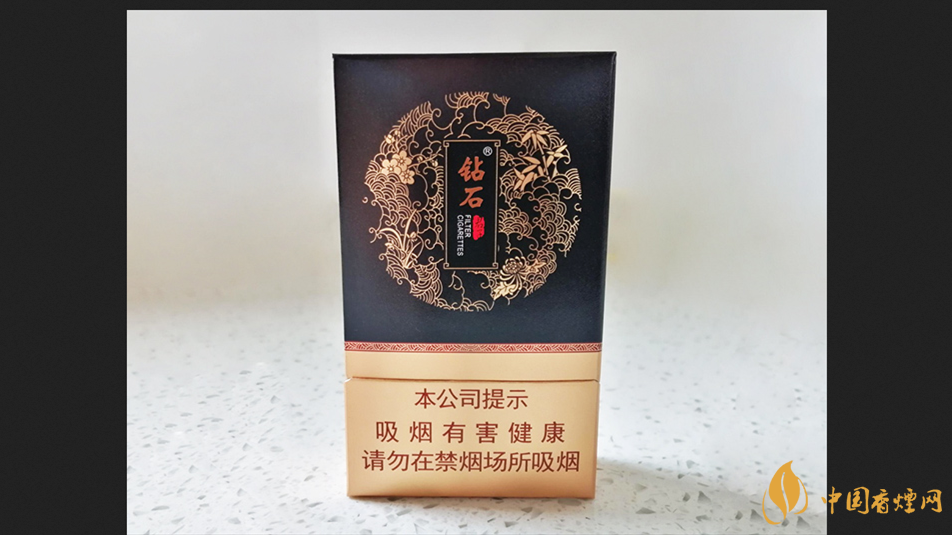 钻石
®
FILTER
CIGARETTES
本公司提示
吸烟有害健康
请勿在禁烟场所吸烟
中国香煙网